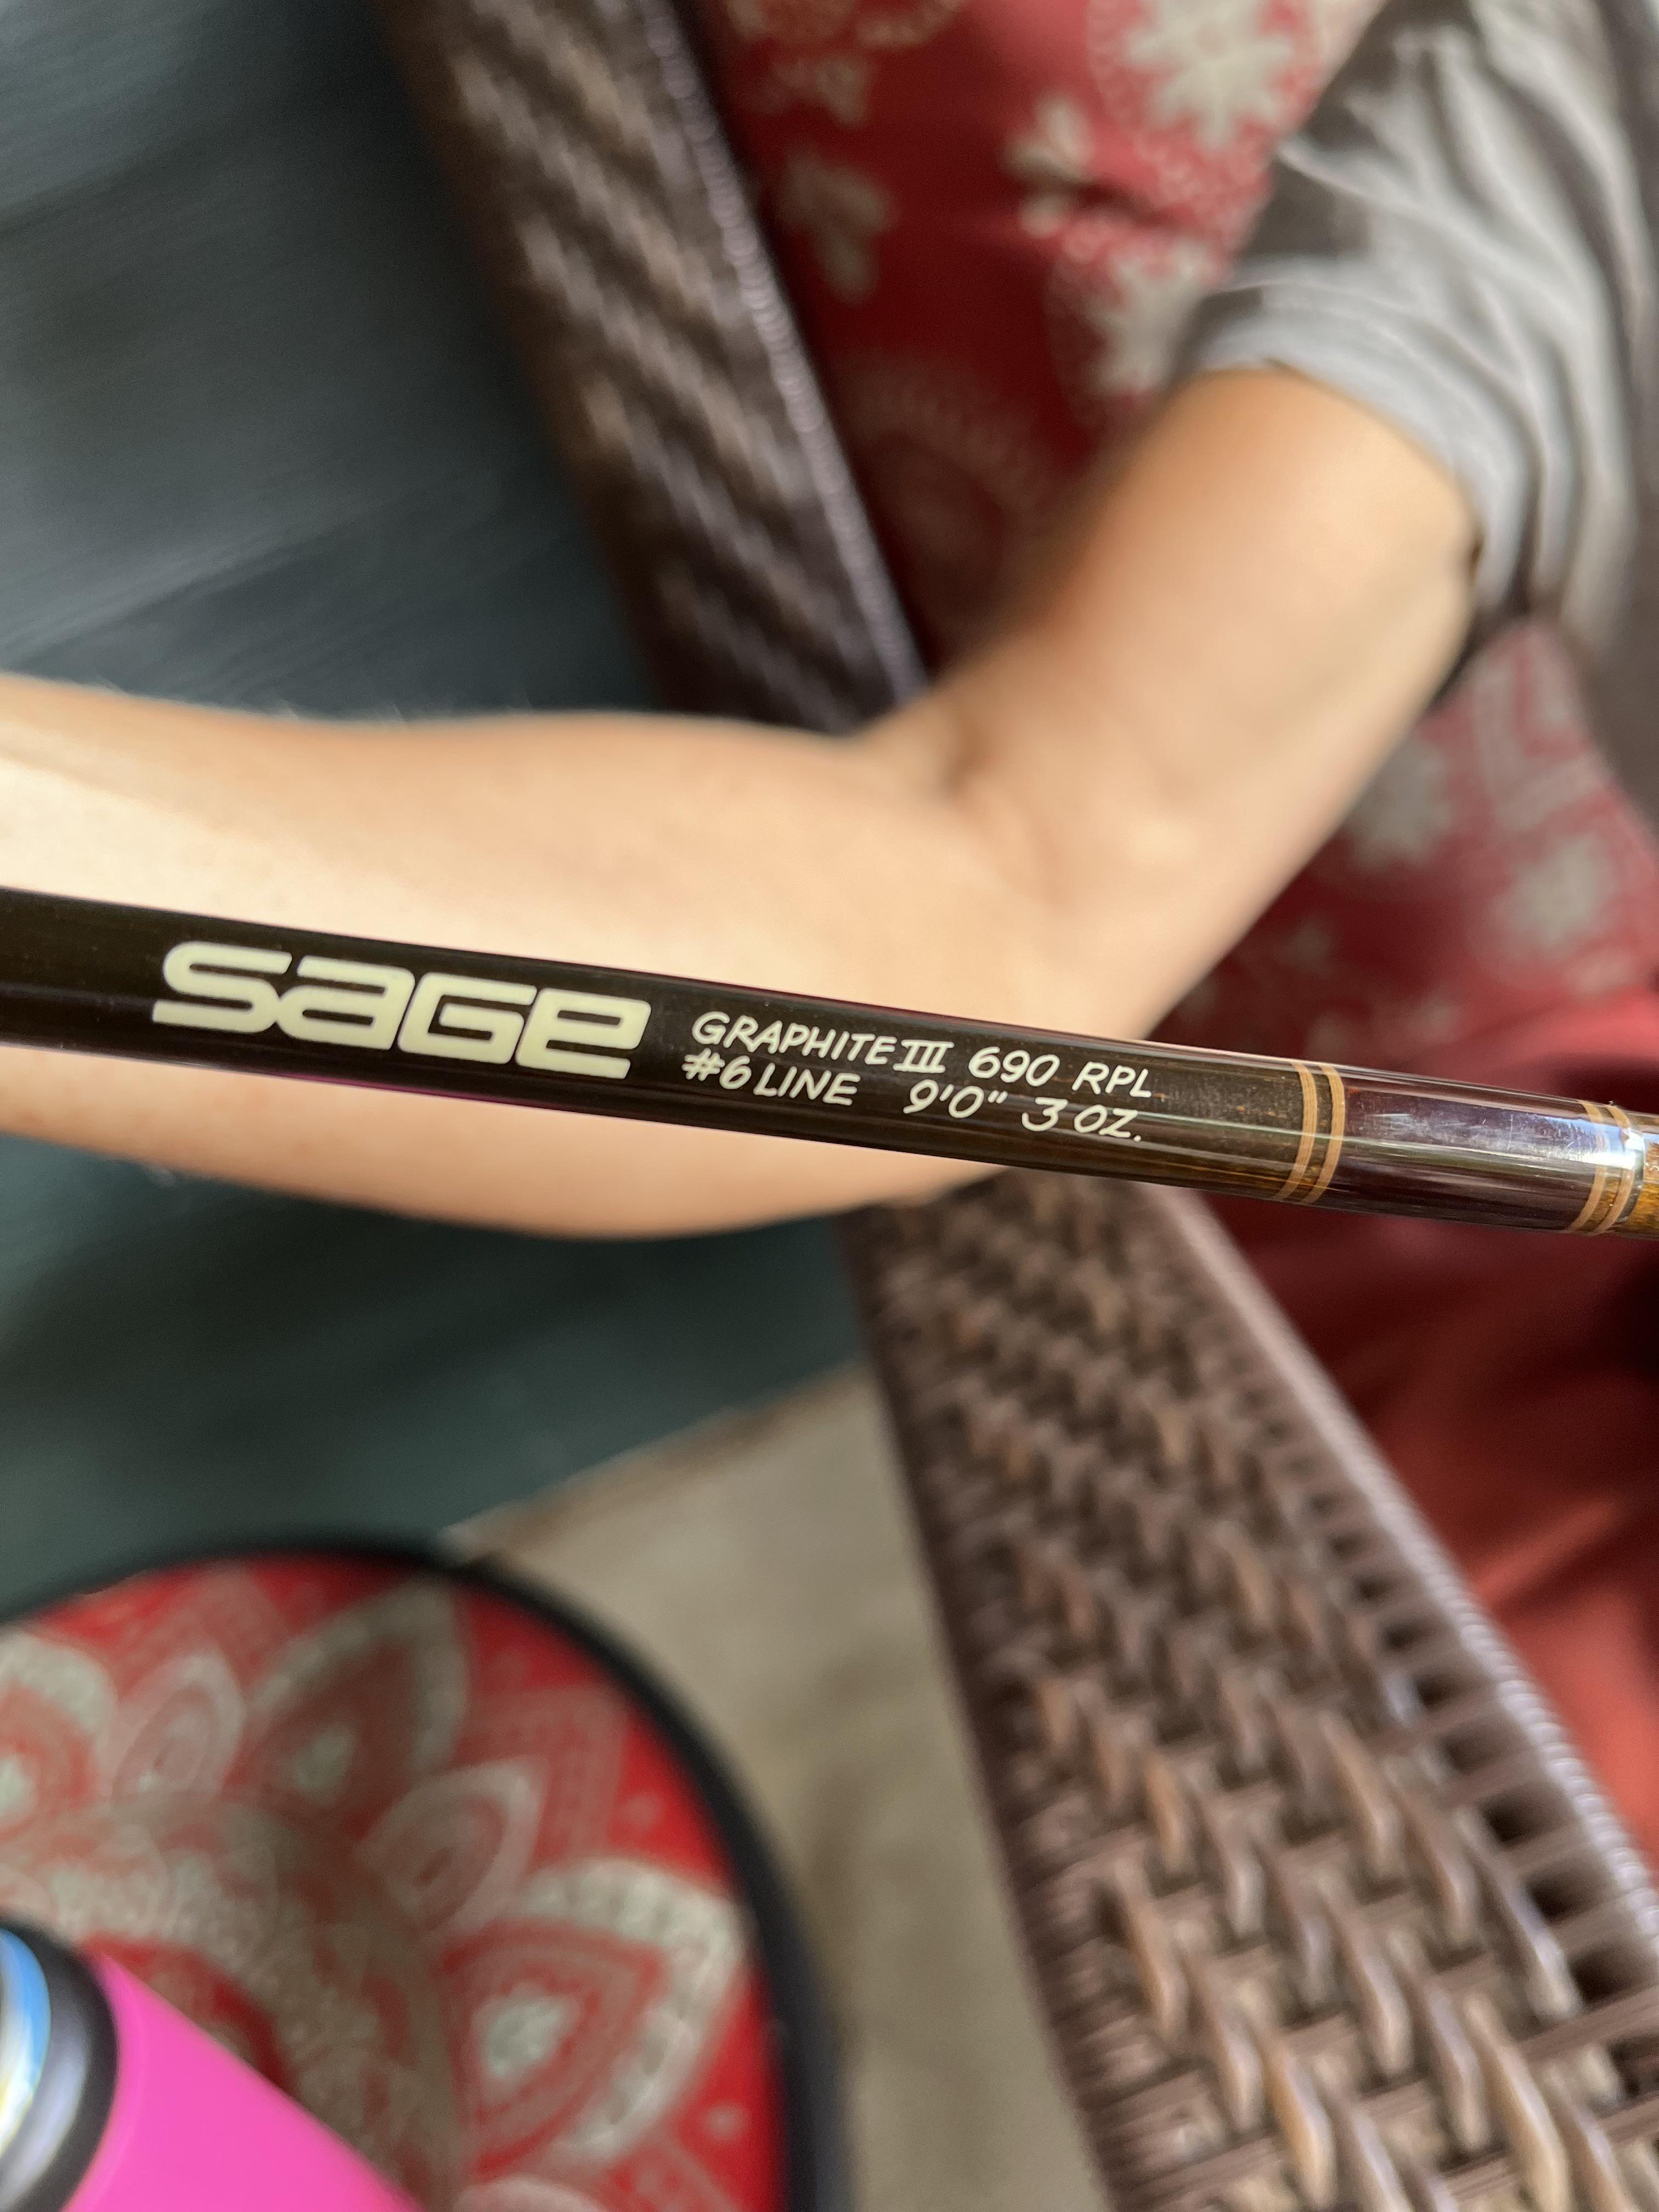 sage
GRAPHITE III 690 RPL
#6 LINE 9'0" 3 OZ.